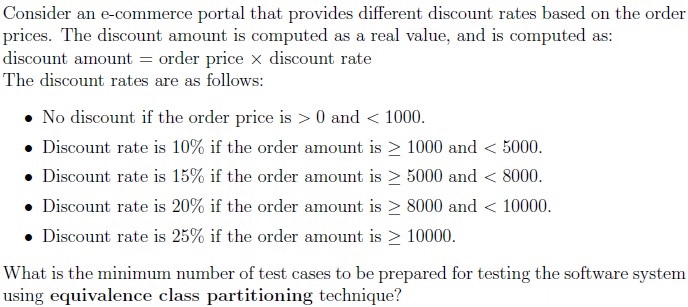 Consider an e-commerce portal that provides different discount rates based on the order
prices. The discount amount is computed as a real value, and is computed as:
discount amount = order price × discount rate
The discount rates are as follows:
• No discount if the order price is > 0 and < 1000.
• Discount rate is 10% if the order amount is ≥ 1000 and < 5000.
• Discount rate is 15% if the order amount is ≥ 5000 and < 8000.
• Discount rate is 20% if the order amount is ≥ 8000 and < 10000.
• Discount rate is 25% if the order amount is ≥ 10000.
What is the minimum number of test cases to be prepared for testing the software system
using equivalence class partitioning technique?